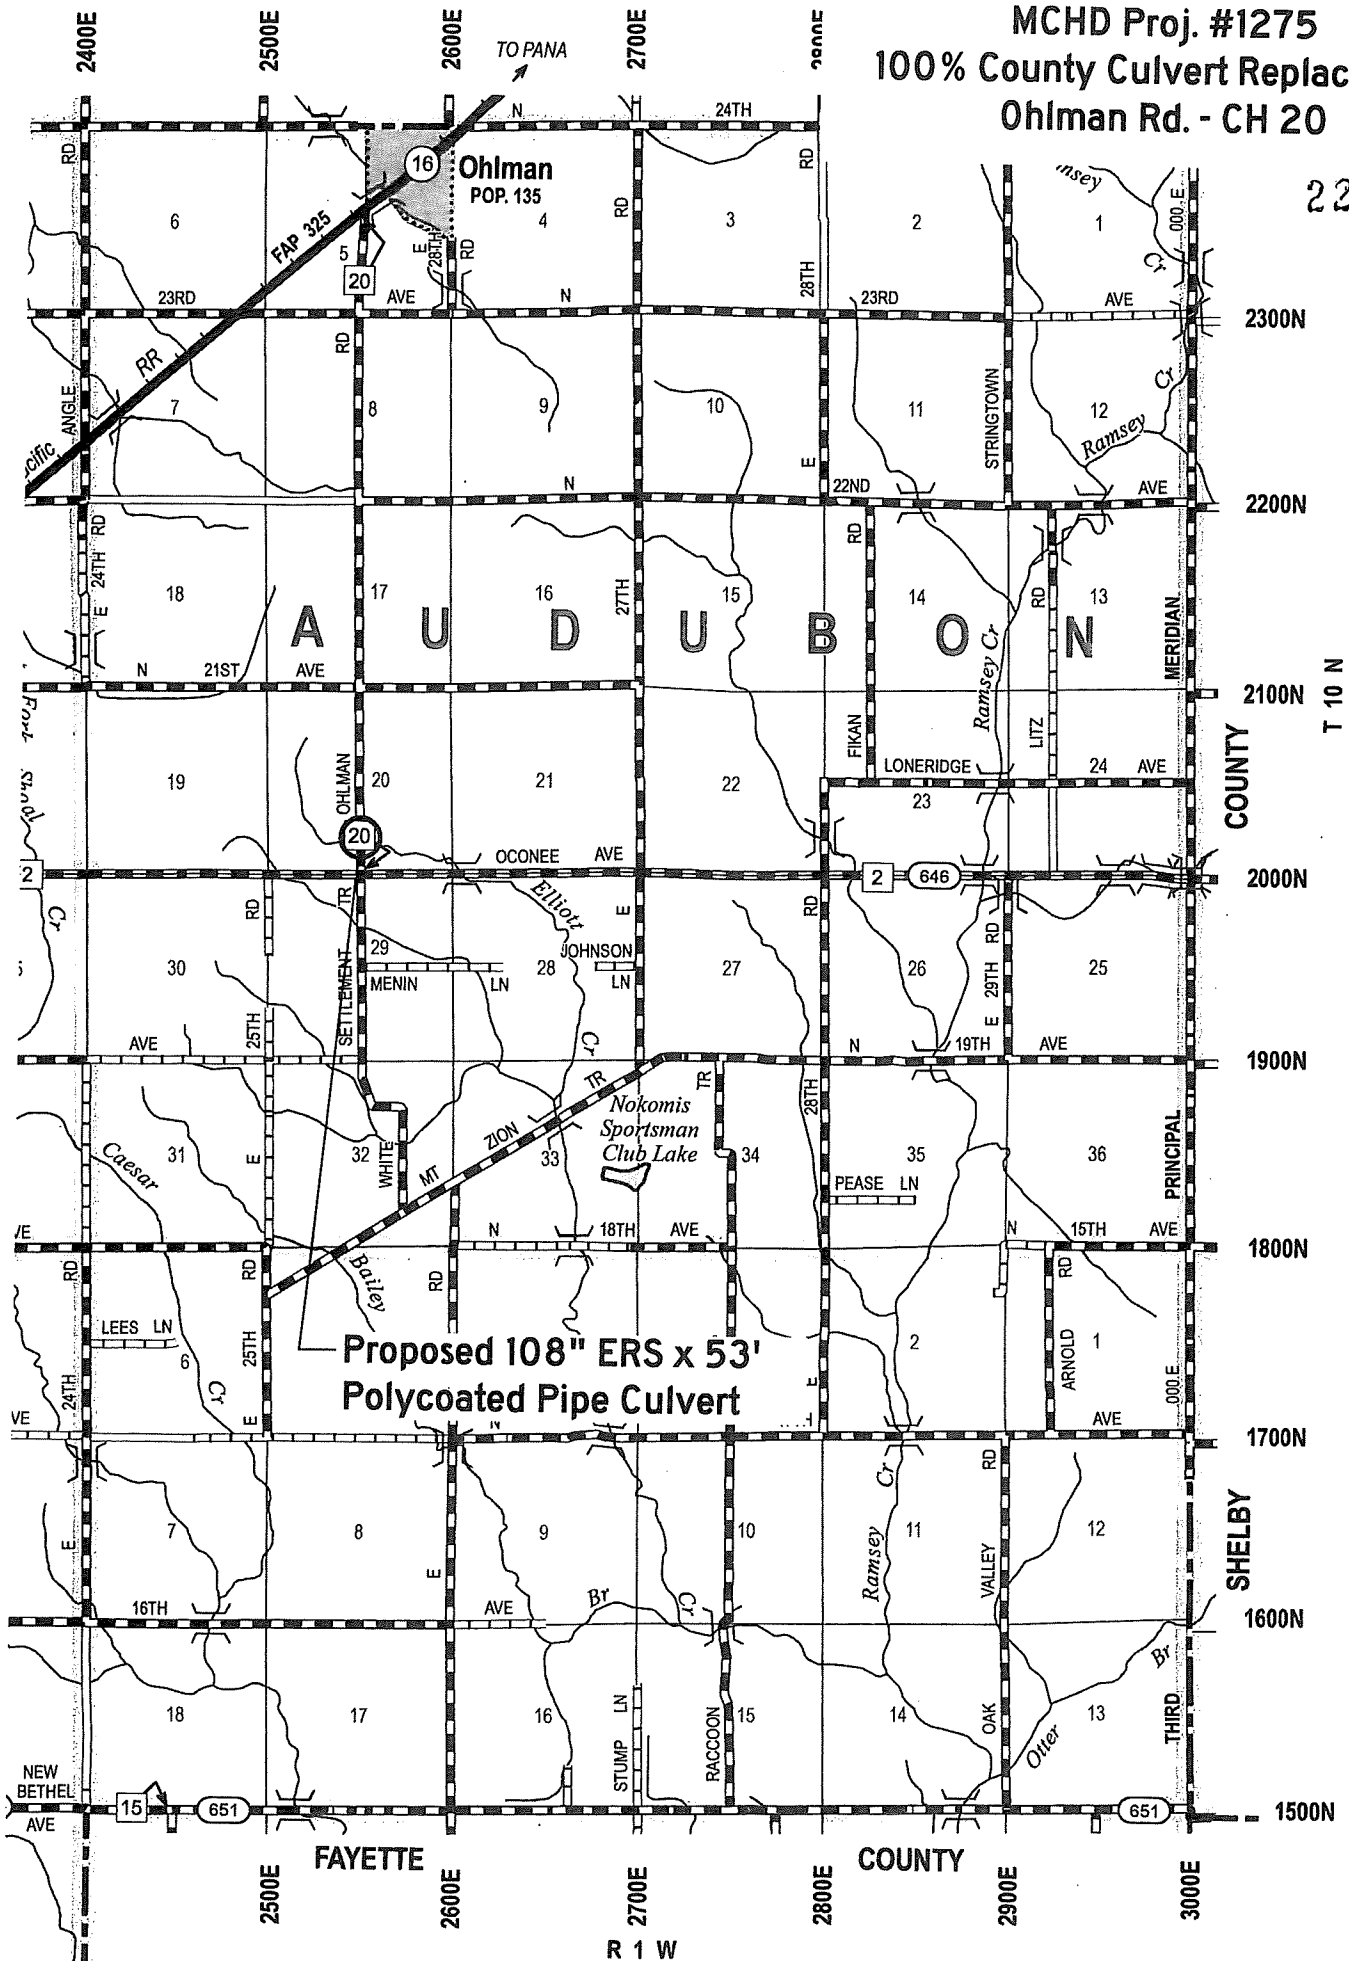 MCHD Proj. #1275
100% County Culvert Replac
Ohlman Rd. - CH 20
22
2400E
2500E
2600E
2700E
2800E
TO PANA
N
24TH
RD
16
Ohlman
POP. 135
RD
RD
msey
6
5
4
3
2
1
000.E
FAP 325
E
28TH
RD
28TH
Cr
20
23RD
AVE
N
23RD
AVE
2300N
RR
RD
ANGLE
STRINGTOWN
Cr
7
8
9
10
11
12
Ramsey
cific
N
E
22ND
AVE
2200N
24TH RD
E
RD
27TH
RD
18
17
16
15
14
13
A U D U B O N
MERIDIAN
Ramsey Cr
N
21ST
AVE
2100N
T 10 N
FIKAN
LITZ
COUNTY
OHLMAN
LONERIDGE
24
AVE
19
20
21
22
23
20
OCONEE
AVE
2
2
646
2000N
TR
Cr
RD
Elliott
E
RD
RD
29
JOHNSON
LN
30
MENIN
LN
28
27
26
25
SETTLEMENT
29TH
E
25TH
AVE
Cr
N
19TH
AVE
1900N
TR
TR
28TH
Nokomis
Sportsman
Club Lake
Caesar
31
E
32
WHITE
MT
ZION
33
34
35
36
PEASE LN
PRINCIPAL
VE
N
18TH
AVE
N
15TH
AVE
1800N
RD
RD
Bailey
RD
RD
LEES LN
6
25TH
Proposed 108" ERS x 53'
Polycoated Pipe Culvert
2
1
ARNOLD
24TH
Cr
E
E
000.E
VE
N
AVE
1700N
RD
Cr
SHELBY
7
8
9
10
11
12
E
E
Ramsey
VALLEY
16TH
AVE
Br
Cr
1600N
Br
18
17
16
15
14
13
STUMP LN
RACCOON
OAK
Otter
THIRD
NEW
BETHEL
AVE
15
651
651
1500N
FAYETTE
COUNTY
2500E
2600E
2700E
2800E
2900E
3000E
R 1 W